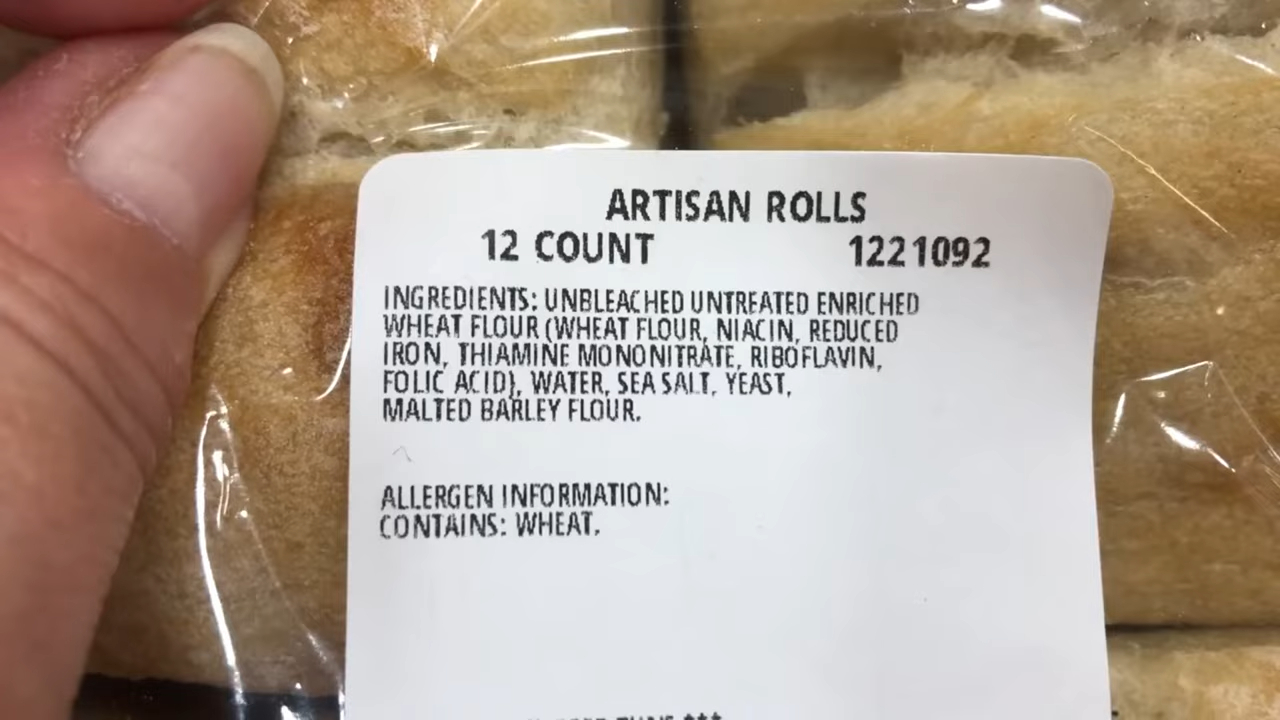 ARTISAN ROLLS
12 COUNT 1221092
INGREDIENTS: UNBLEACHED UNTREATED ENRICHED
WHEAT FLOUR (WHEAT FLOUR, NIACIN, REDUCED
IRON, THIAMINE MONONITRATE, RIBOFLAVIN,
FOLIC ACID), WATER, SEA SALT, YEAST,
MALTED BARLEY FLOUR.
ALLERGEN INFORMATION:
CONTAINS: WHEAT.